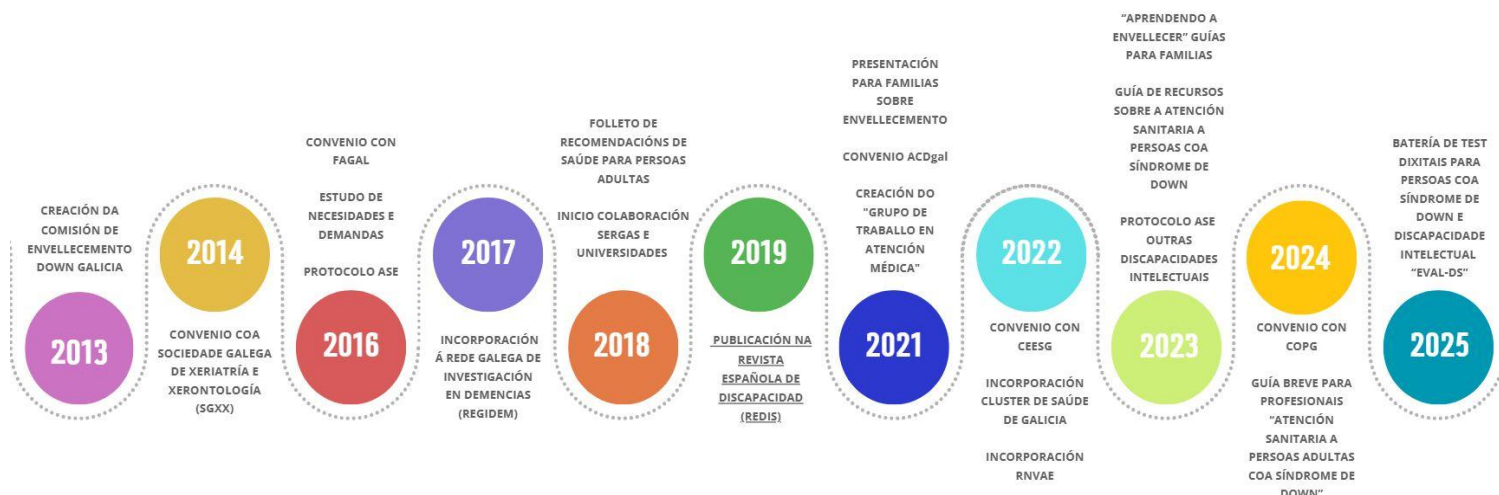 CREACIÓN DA
COMISIÓN DE
ENVELLECEMENTO
DOWN GALICIA
2013
2014
CONVENIO COA
SOCIEDADE GALEGA
DE XERIATRÍA E
XERONTOLOGÍA
(SGXX)
CONVENIO CON
FAGAL
ESTUDO DE
NECESIDADES E
DEMANDAS
PROTOCOLO ASE
2016
2017
INCORPORACIÓN
Á REDE GALEGA DE
INVESTIGACIÓN
EN DEMENCIAS
(REGIDEM)
FOLLETO DE
RECOMENDACIÓNS DE
SAÚDE PARA PERSOAS
ADULTAS
INICIO COLABORACIÓN
SERGAS E
UNIVERSIDADES
2018
2019
PUBLICACIÓN NA
REVISTA
ESPAÑOLA DE
DISCAPACIDAD
(REDIS)
PRESENTACIÓN
PARA FAMILIAS
SOBRE
ENVELLECEMENTO
CONVENIO ACDgal
CREACIÓN DO
"GRUPO DE
TRABALLO EN
ATENCIÓN
MÉDICA"
2021
2022
CONVENIO CON
CEESG
INCORPORACIÓN
CLUSTER DE SAÚDE
DE GALICIA
INCORPORACIÓN
RNVAE
“APRENDENDO A
ENVELLECER” GUÍAS
PARA FAMILIAS
GUÍA DE RECURSOS
SOBRE A ATENCIÓN
SANITARIA A
PERSOAS COA
SÍNDROME DE
DOWN
PROTOCOLO ASE
OUTRAS
DISCAPACIDADES
INTELECTUAIS
2023
2024
CONVENIO CON
COPG
GUÍA BREVE PARA
PROFESIONAIS
“ATENCIÓN
SANITARIA A
PERSOAS ADULTAS
COA SÍNDROME DE
DOWN”
BATERÍA DE TEST
DIXITAIS PARA
PERSOAS COA
SÍNDROME DE
DOWN E
DISCAPACIDADE
INTELECTUAL
“EVAL-DS”
2025